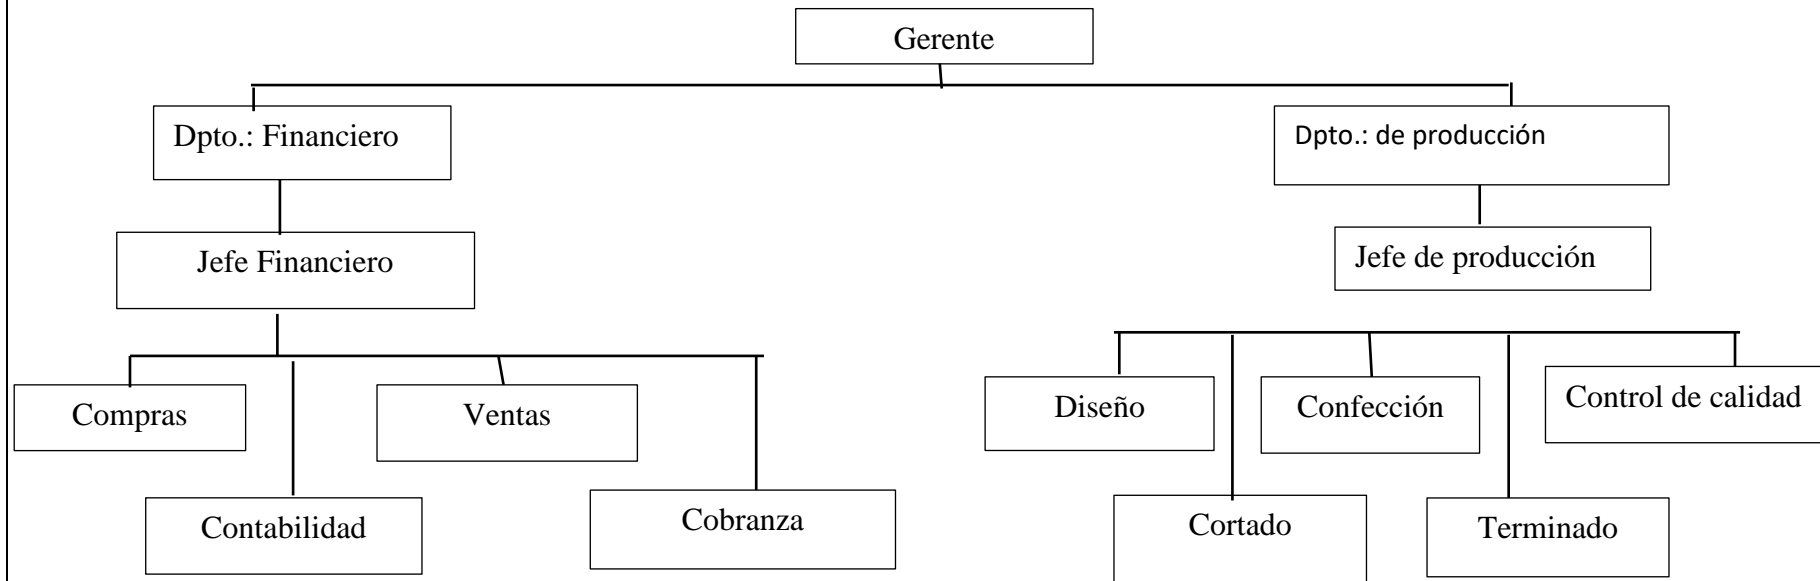 Gerente
Dpto.: Financiero
Dpto.: de producción
Jefe Financiero
Jefe de producción
Compras
Ventas
Diseño
Confección
Control de calidad
Contabilidad
Cobranza
Cortado
Terminado